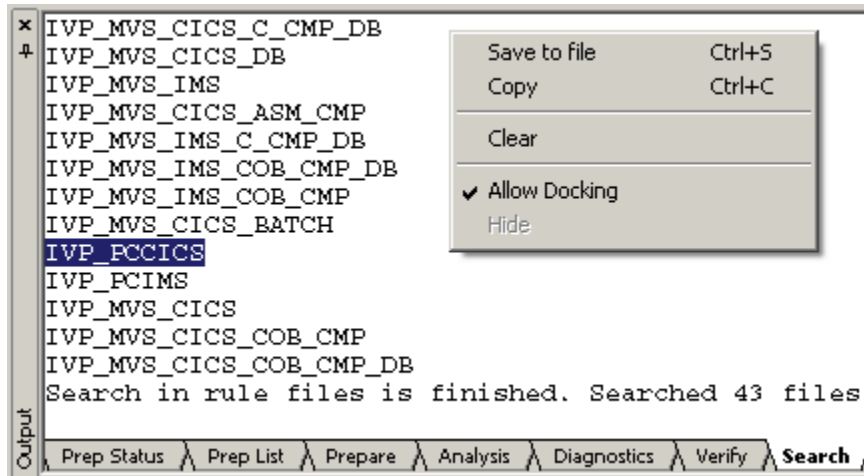 IVP_MVS_CICS_C_CMP_DB
IVP_MVS_CICS_DB
IVP_MVS_IMS
IVP_MVS_CICS_ASM_CMP
IVP_MVS_IMS_C_CMP_DB
IVP_MVS_IMS_COB_CMP_DB
IVP_MVS_IMS_COB_CMP
IVP_MVS_CICS_BATCH
IVP_PCCICS
IVP_PCIMS
IVP_MVS_CICS
IVP_MVS_CICS_COB_CMP
IVP_MVS_CICS_COB_CMP_DB
Search in rule files is finished. Searched 43 files
Save to file Ctrl+S
Copy Ctrl+C
Clear
Allow Docking
Hide
Output
Prep Status Prep List Prepare Analysis Diagnostics Verify Search